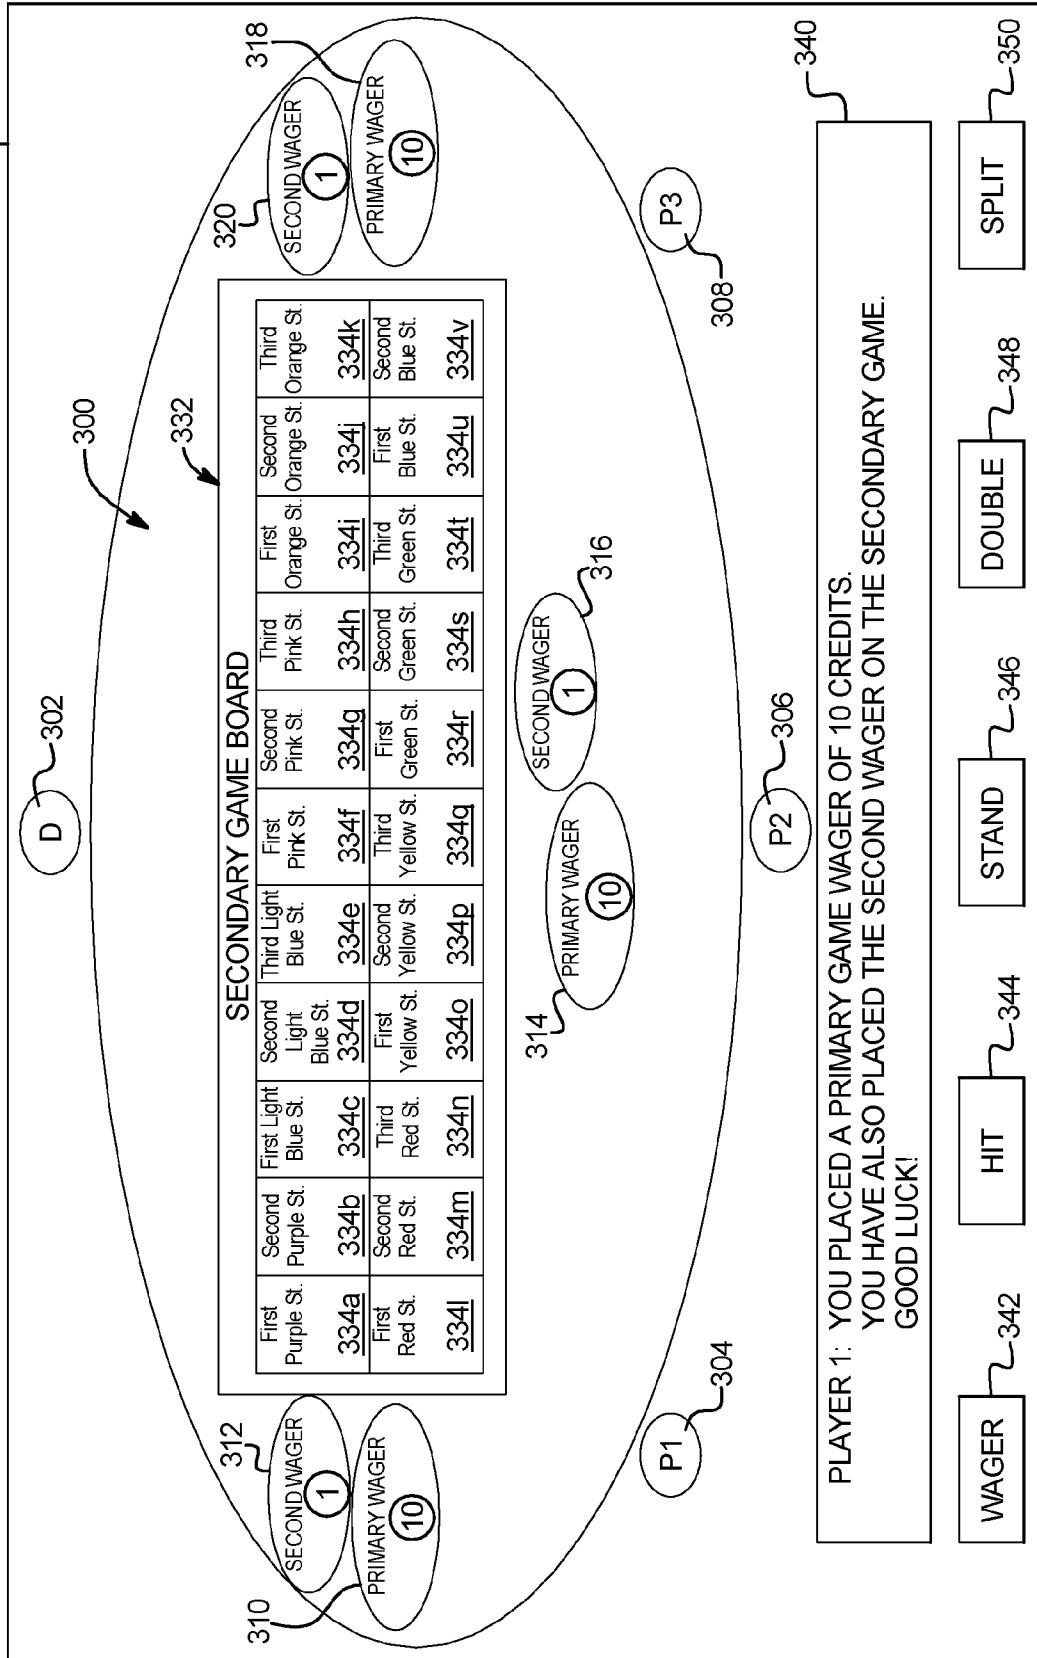 D
302
300
332
SECONDARY GAME BOARD
First
Purple St.
334a
Second
Purple St.
334b
First Light
Blue St.
334c
Second
Light
Blue St.
334d
Third Light
Blue St.
334e
First
Pink St.
334f
Second
Pink St.
334g
Third
Pink St.
334h
First
Orange St.
334i
Second
Orange St.
334j
Third
Orange St.
334k
First
Red St.
334l
Second
Red St.
334m
Third
Red St.
334n
First
Yellow St.
334o
Second
Yellow St.
334p
Third
Yellow St.
334q
First
Green St.
334r
Second
Green St.
334s
Third
Green St.
334t
First
Blue St.
334u
Second
Blue St.
334v
312
SECOND WAGER
1
310
PRIMARY WAGER
10
320
SECOND WAGER
1
318
PRIMARY WAGER
10
SECOND WAGER
1
316
314
PRIMARY WAGER
10
P1
304
P2
306
P3
308
340
PLAYER 1: YOU PLACED A PRIMARY GAME WAGER OF 10 CREDITS.
YOU HAVE ALSO PLACED THE SECOND WAGER ON THE SECONDARY GAME.
GOOD LUCK!
WAGER
342
HIT
344
STAND
346
DOUBLE
348
SPLIT
350